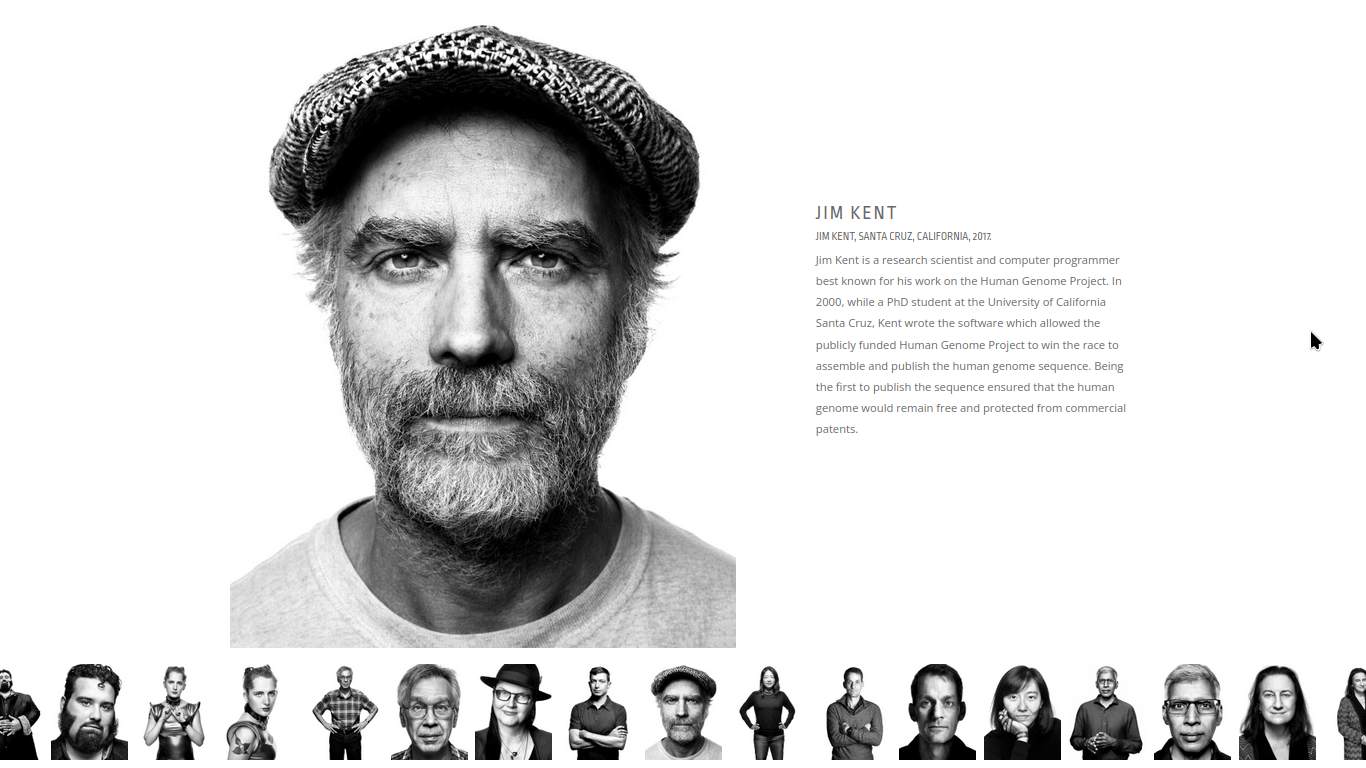 JIM KENT
JIM KENT, SANTA CRUZ, CALIFORNIA, 2017.
Jim Kent is a research scientist and computer programmer
best known for his work on the Human Genome Project. In
2000, while a PhD student at the University of California
Santa Cruz, Kent wrote the software which allowed the
publicly funded Human Genome Project to win the race to
assemble and publish the human genome sequence. Being
the first to publish the sequence ensured that the human
genome would remain free and protected from commercial
patents.